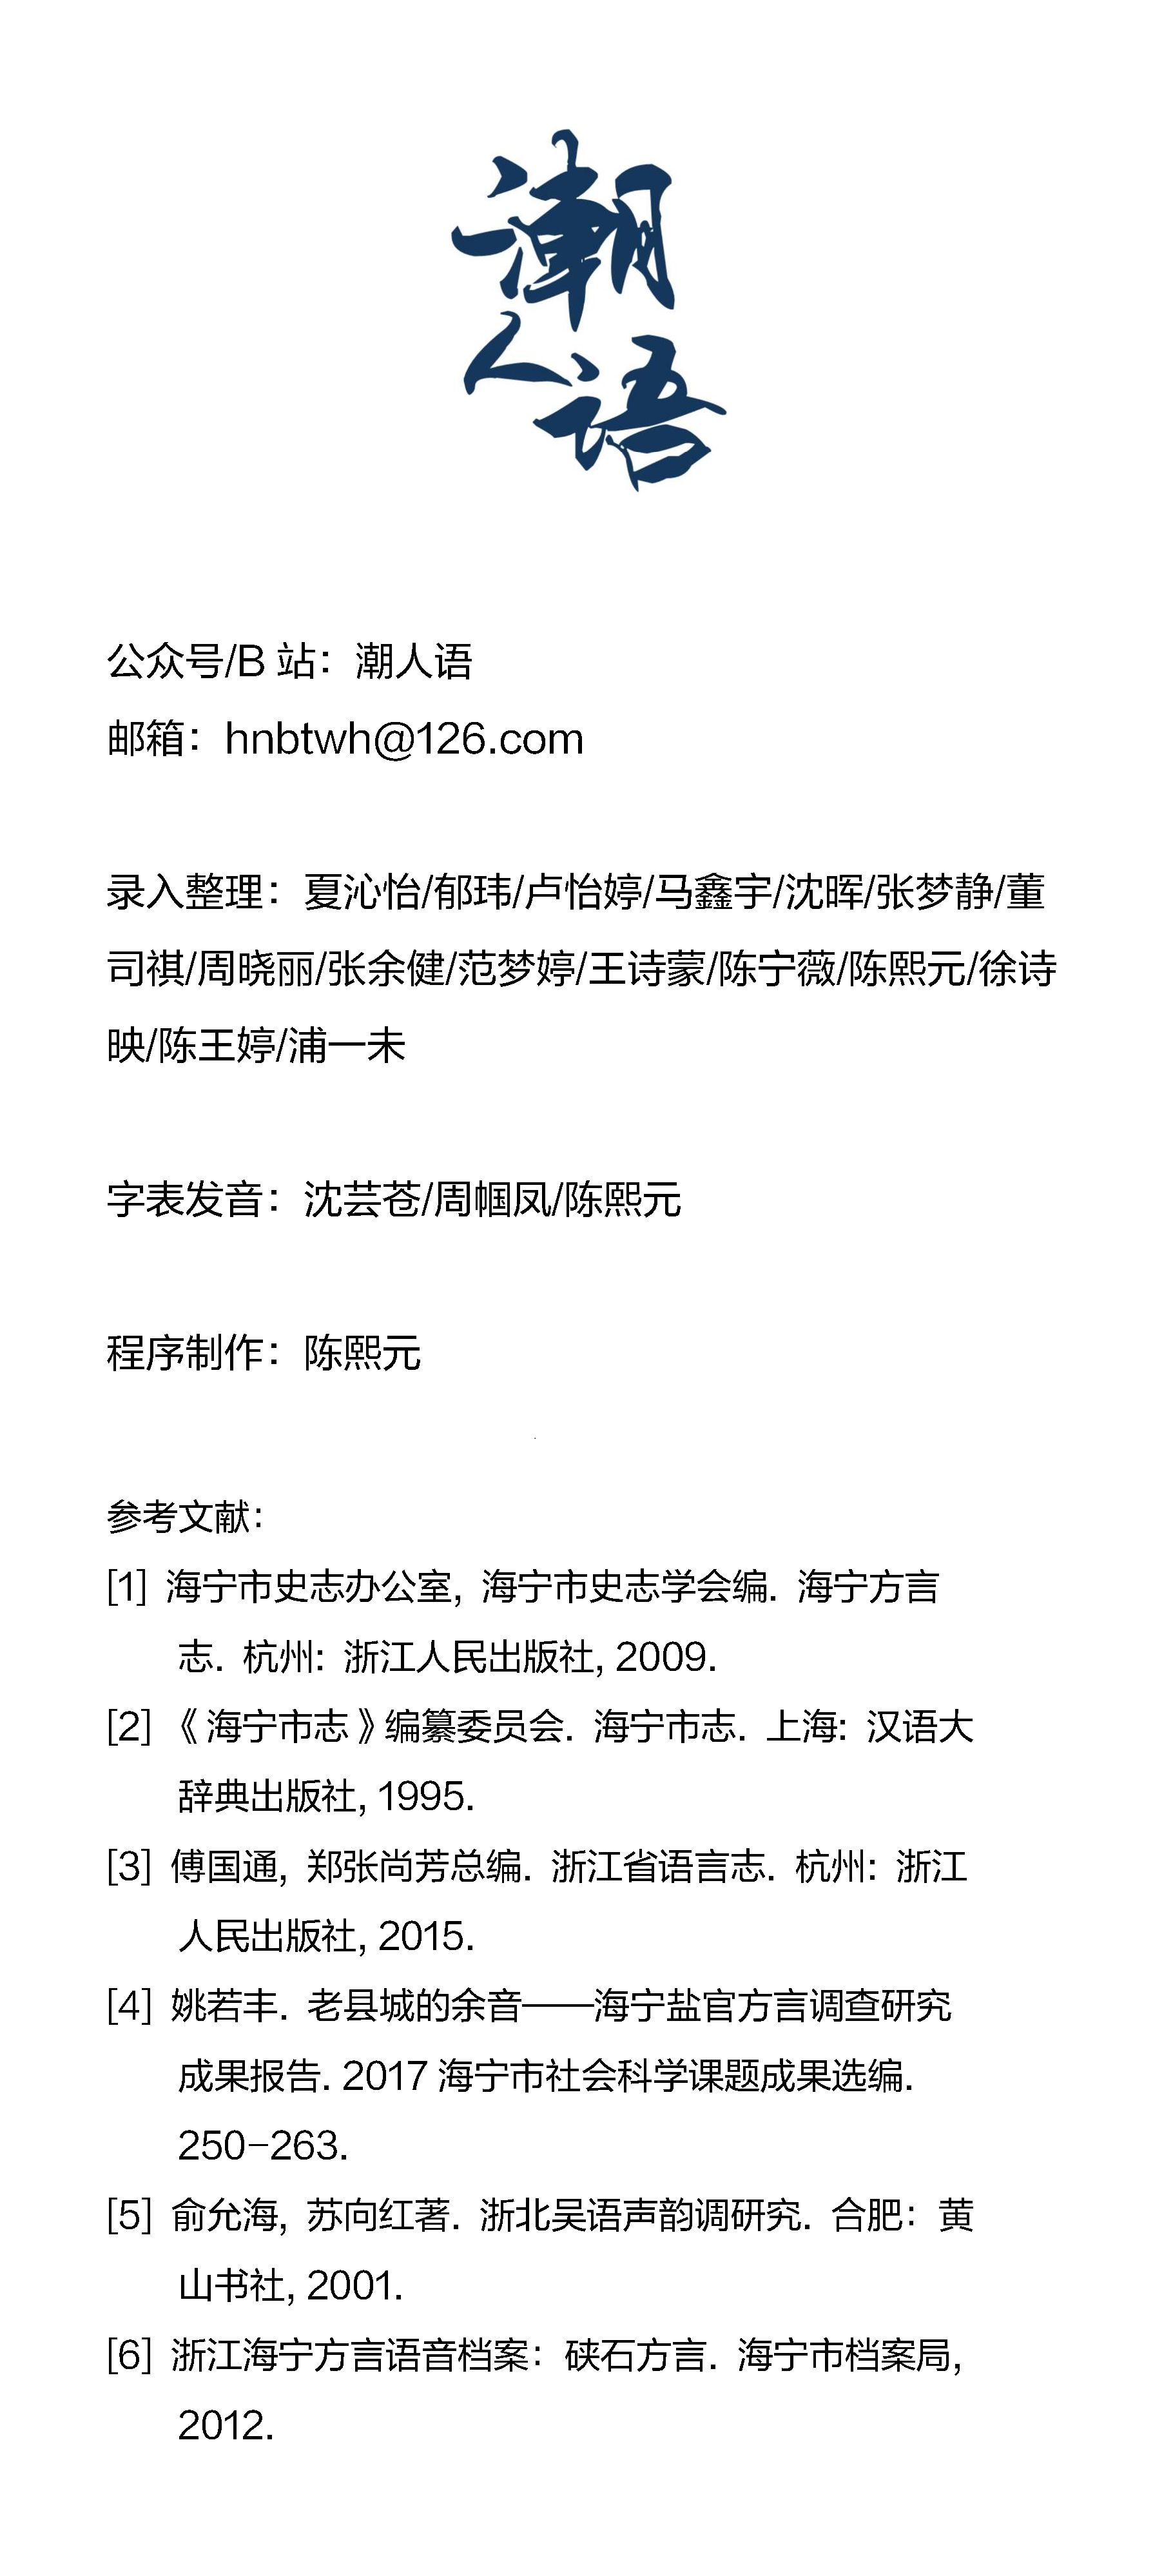 潮
人
语
公众号/B 站：潮人语
邮箱：hnbtwh@126.com
录入整理：夏沁怡/郁玮/卢怡婷/马鑫宇/沈晖/张梦静/董
司祺/周晓丽/张余健/范梦婷/王诗蒙/陈宁薇/陈熙元/徐诗
映/陈王婷/浦一未
字表发音：沈芸苍/周帼凤/陈熙元
程序制作：陈熙元
参考文献：
[1] 海宁市史志办公室, 海宁市史志学会编. 海宁方言
志. 杭州: 浙江人民出版社, 2009.
[2] 《海宁市志》编纂委员会. 海宁市志. 上海: 汉语大
辞典出版社, 1995.
[3] 傅国通, 郑张尚芳总编. 浙江省语言志. 杭州: 浙江
人民出版社, 2015.
[4] 姚若丰. 老县城的余音——海宁盐官方言调查研究
成果报告. 2017 海宁市社会科学课题成果选编.
250-263.
[5] 俞允海, 苏向红著. 浙北吴语声韵调研究. 合肥：黄
山书社, 2001.
[6] 浙江海宁方言语音档案：硖石方言. 海宁市档案局,
2012.